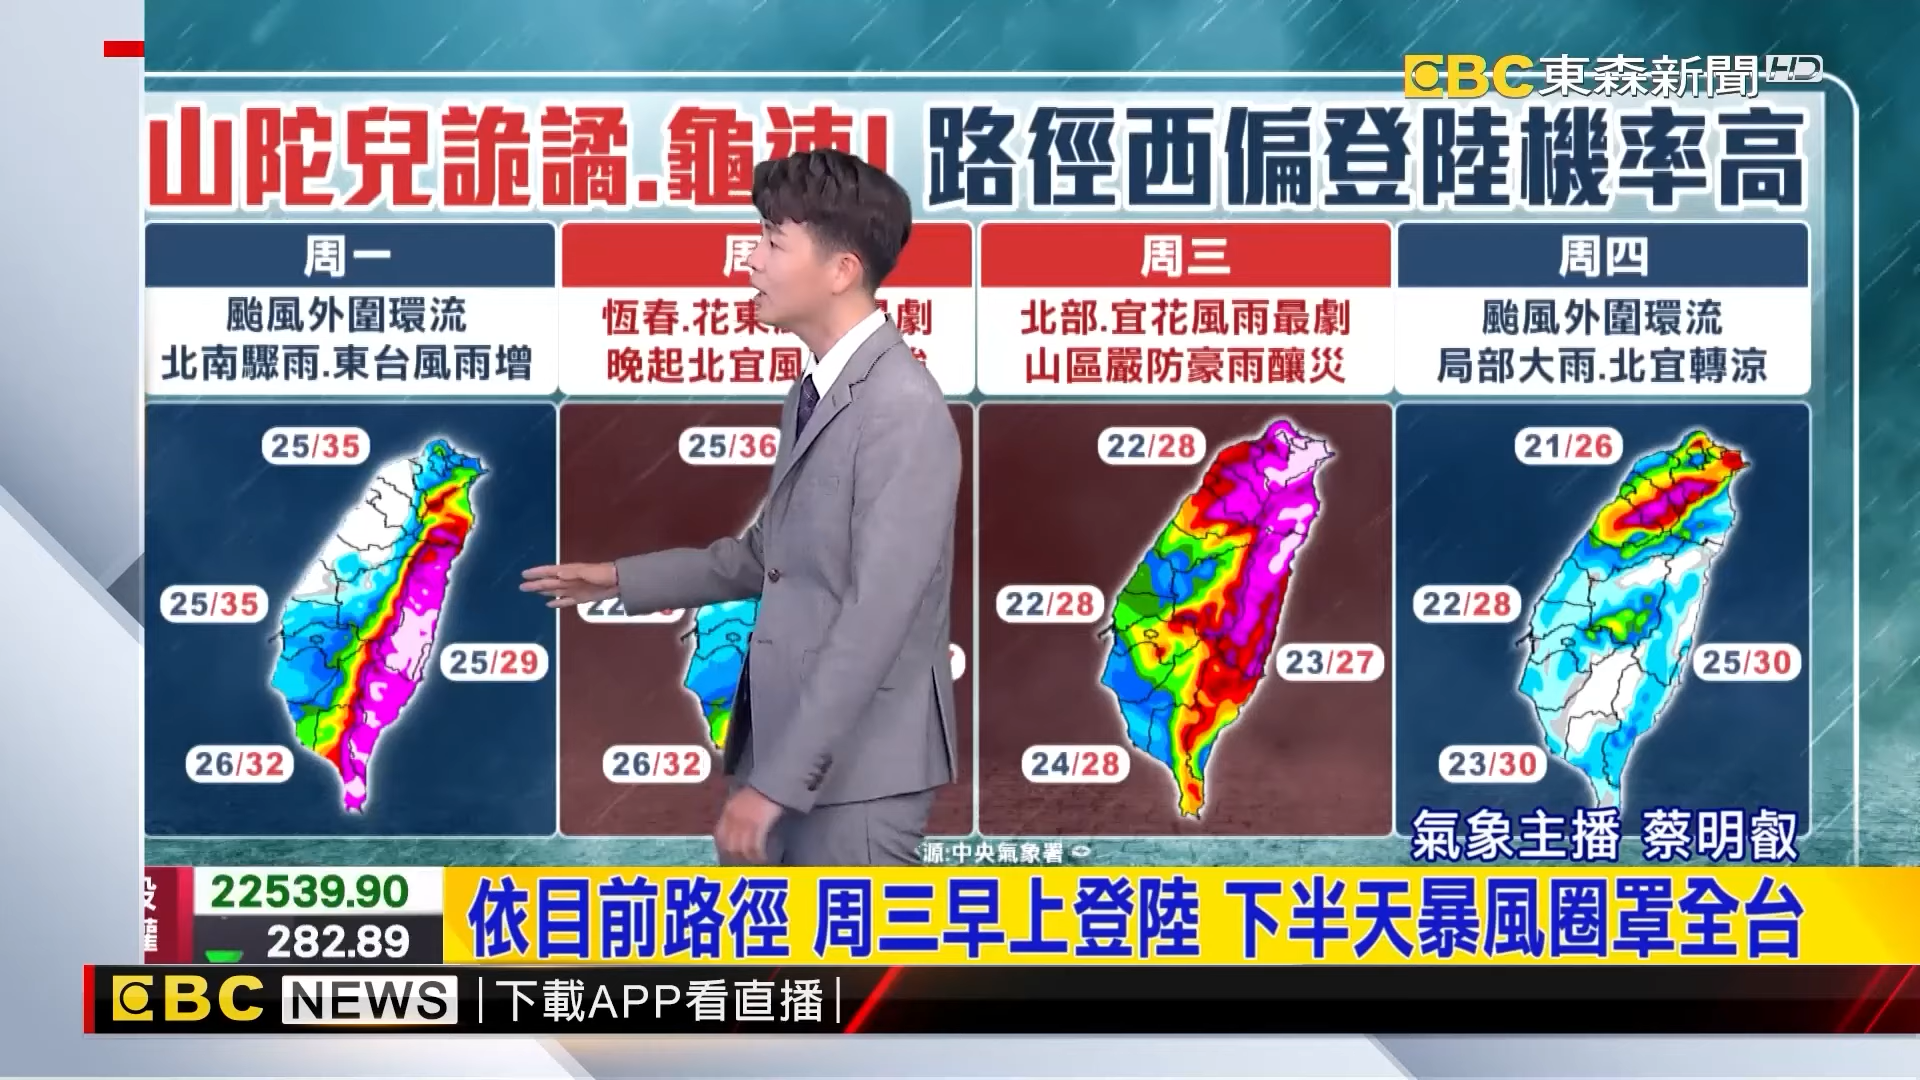 EBC東森新聞HD
山陀兒詭譎.龜速! 路徑西偏登陸機率高
周一
颱風外圍環流
北南驟雨.東台風雨增
周
恆春.花東 劇
晚起北宜風
周三
北部.宜花風雨最劇
山區嚴防豪雨釀災
周四
颱風外圍環流
局部大雨.北宜轉涼
25/35
25/35
25/29
26/32
25/36
22
26/32
22/28
22/28
23/27
24/28
21/26
22/28
25/30
23/30
源:中央氣象署
氣象主播 蔡明叡
22539.90
282.89
依目前路徑 周三早上登陸 下半天暴風圈罩全台
EBC NEWS 下載APP看直播